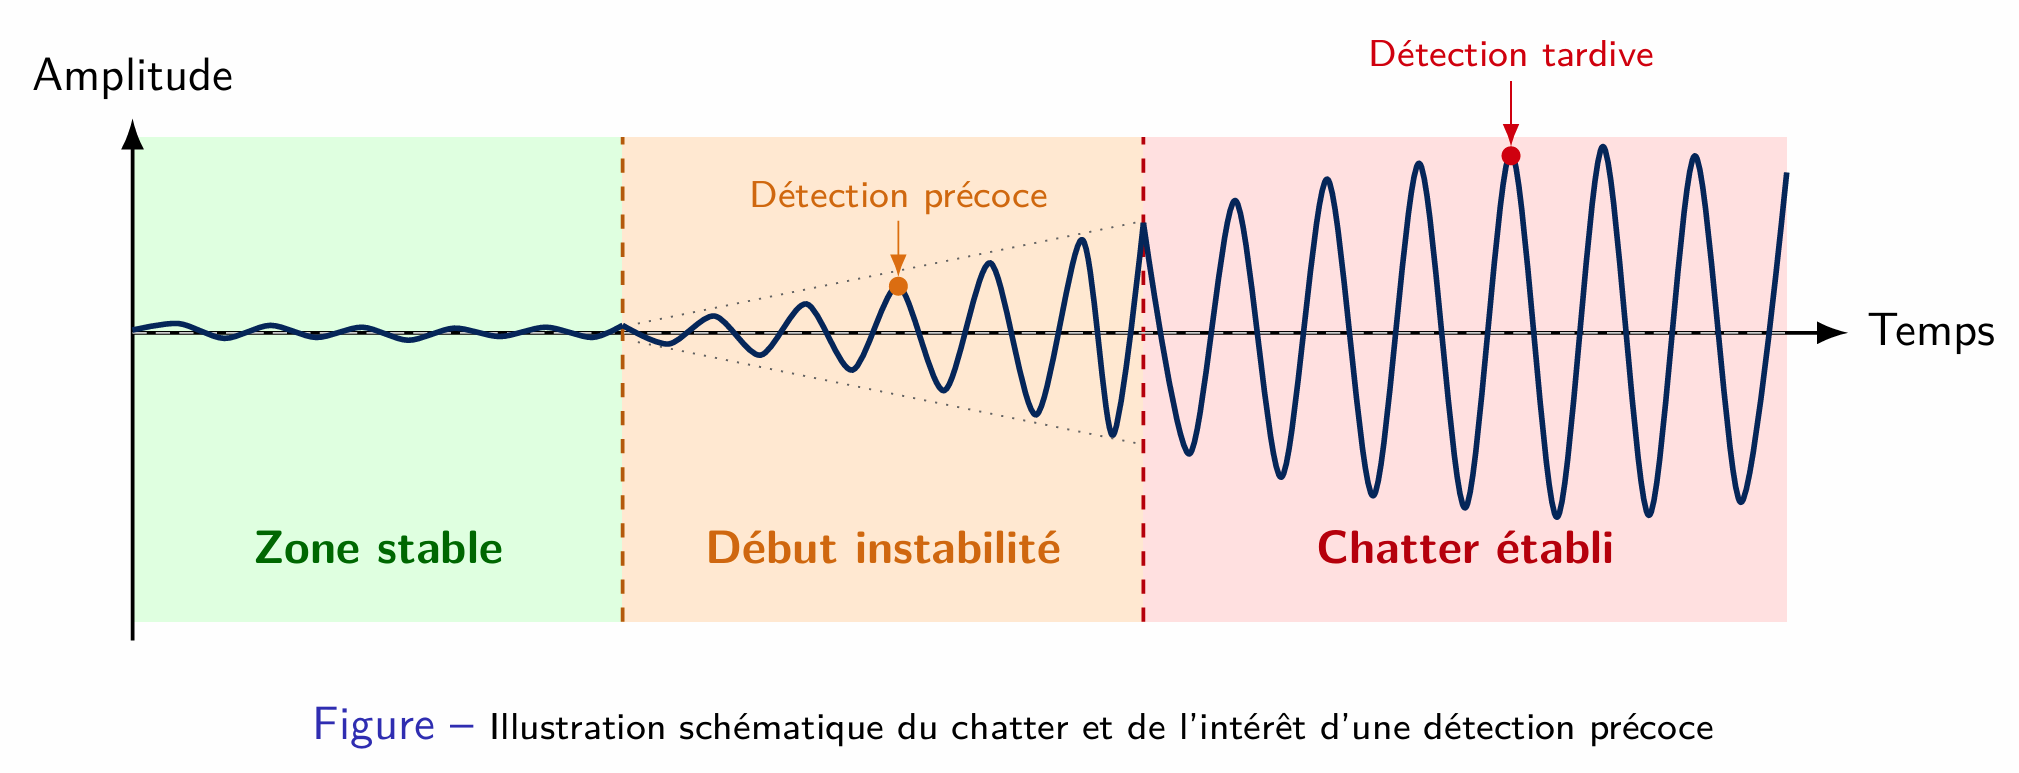 Détection tardive
Amplitude
Détection précoce
Temps
Zone stable
Début instabilité
Chatter établi
Figure – Illustration schématique du chatter et de l'intérêt d'une détection précoce